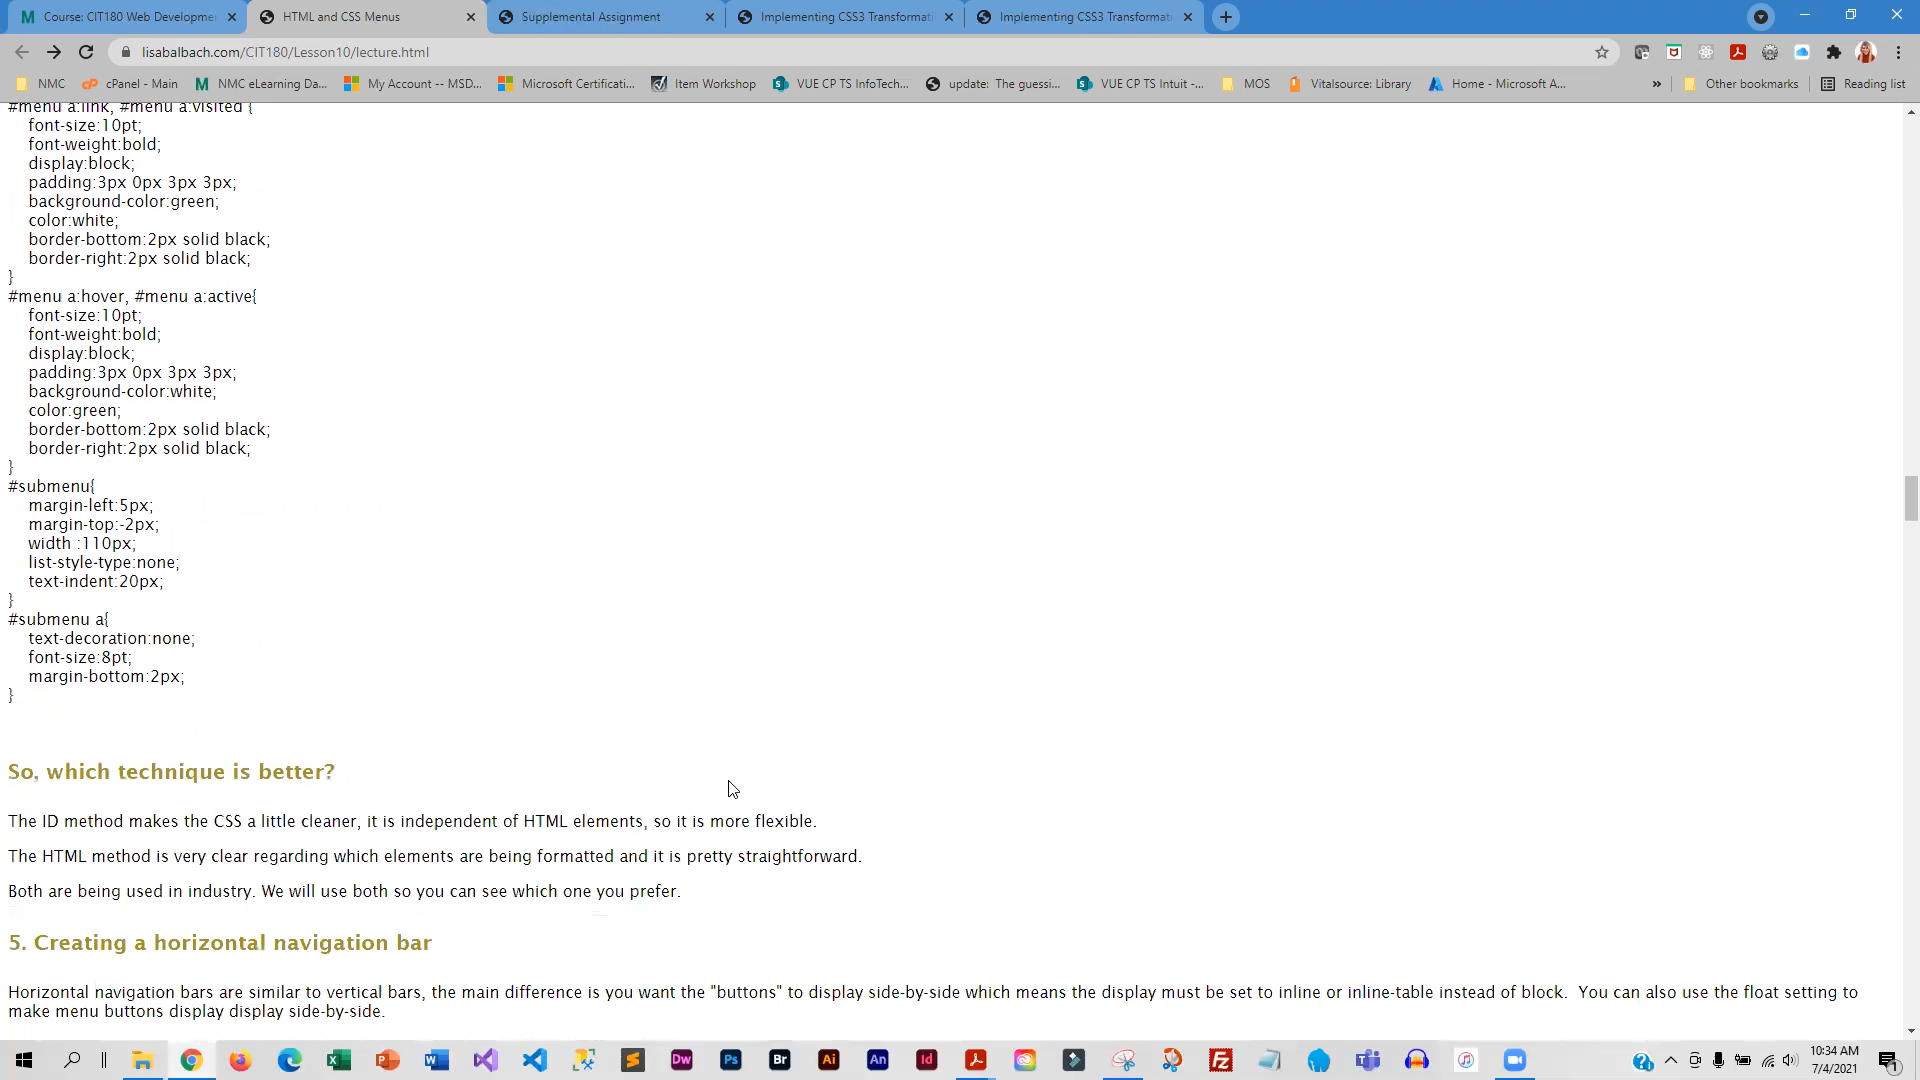 Course: CIT180 Web Developme
HTML and CSS Menus
Supplemental Assignment
Implementing CSS3 Transformati
Implementing CSS3 Transformati
lisabalbach.com/CIT180/Lesson10/lecture.html
NMC
cPanel - Main
NMC eLearning Da...
My Account -- MSD...
Microsoft Certificati...
Item Workshop
VUE CP TS InfoTech...
update: The guessi...
VUE CP TS Intuit -...
MOS
Vitalsource: Library
Home - Microsoft A...
Other bookmarks
Reading list
#menu a:link, #menu a:visited {
font-size:10pt;
font-weight:bold;
display:block;
padding:3px 0px 3px 3px;
background-color:green;
color:white;
border-bottom:2px solid black;
border-right:2px solid black;
}
#menu a:hover, #menu a:active{
font-size:10pt;
font-weight:bold;
display:block;
padding:3px 0px 3px 3px;
background-color:white;
color:green;
border-bottom:2px solid black;
border-right:2px solid black;
}
#submenu{
margin-left:5px;
margin-top:-2px;
width :110px;
list-style-type:none;
text-indent:20px;
}
#submenu a{
text-decoration:none;
font-size:8pt;
margin-bottom:2px;
}
So, which technique is better?
The ID method makes the CSS a little cleaner, it is independent of HTML elements, so it is more flexible.
The HTML method is very clear regarding which elements are being formatted and it is pretty straightforward.
Both are being used in industry. We will use both so you can see which one you prefer.
5. Creating a horizontal navigation bar
Horizontal navigation bars are similar to vertical bars, the main difference is you want the "buttons" to display side-by-side which means the display must be set to inline or inline-table instead of block.  You can also use the float setting to
make menu buttons display display side-by-side.
10:34 AM
7/4/2021